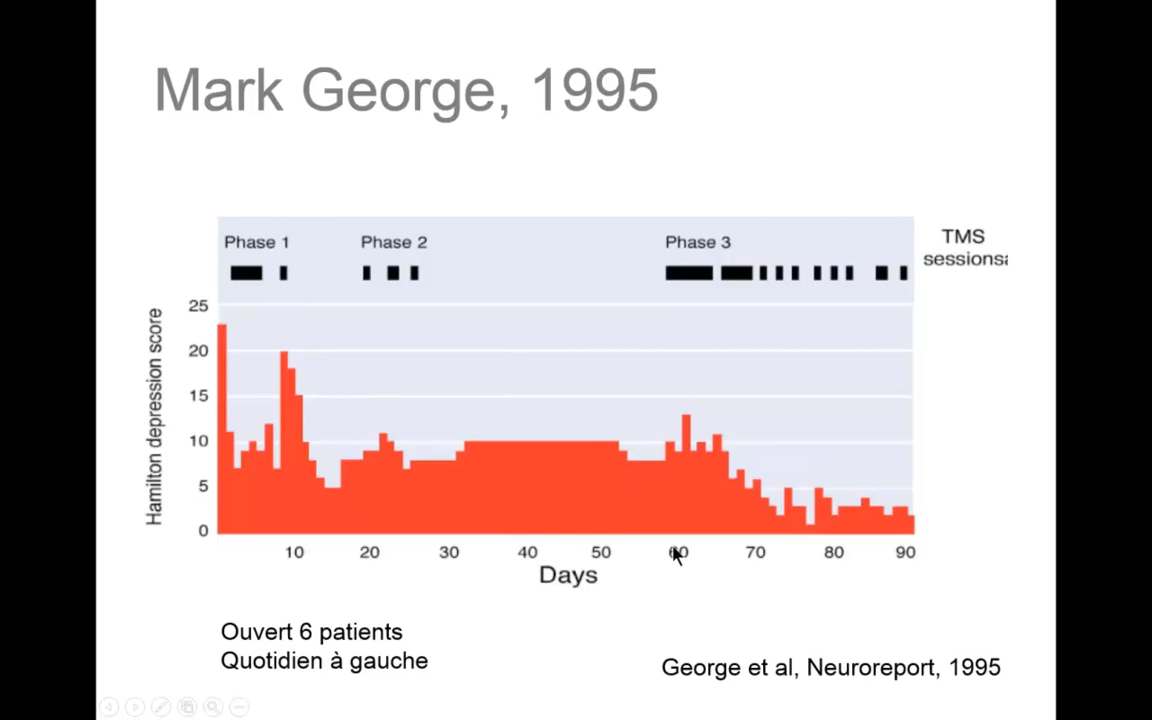 Mark George, 1995
Phase 1
Phase 2
Phase 3
TMS
sessions
Hamilton depression score
25
20
15
10
5
0
10 20 30 40 50 60 70 80 90
Days
Ouvert 6 patients
Quotidien à gauche
George et al, Neuroreport, 1995